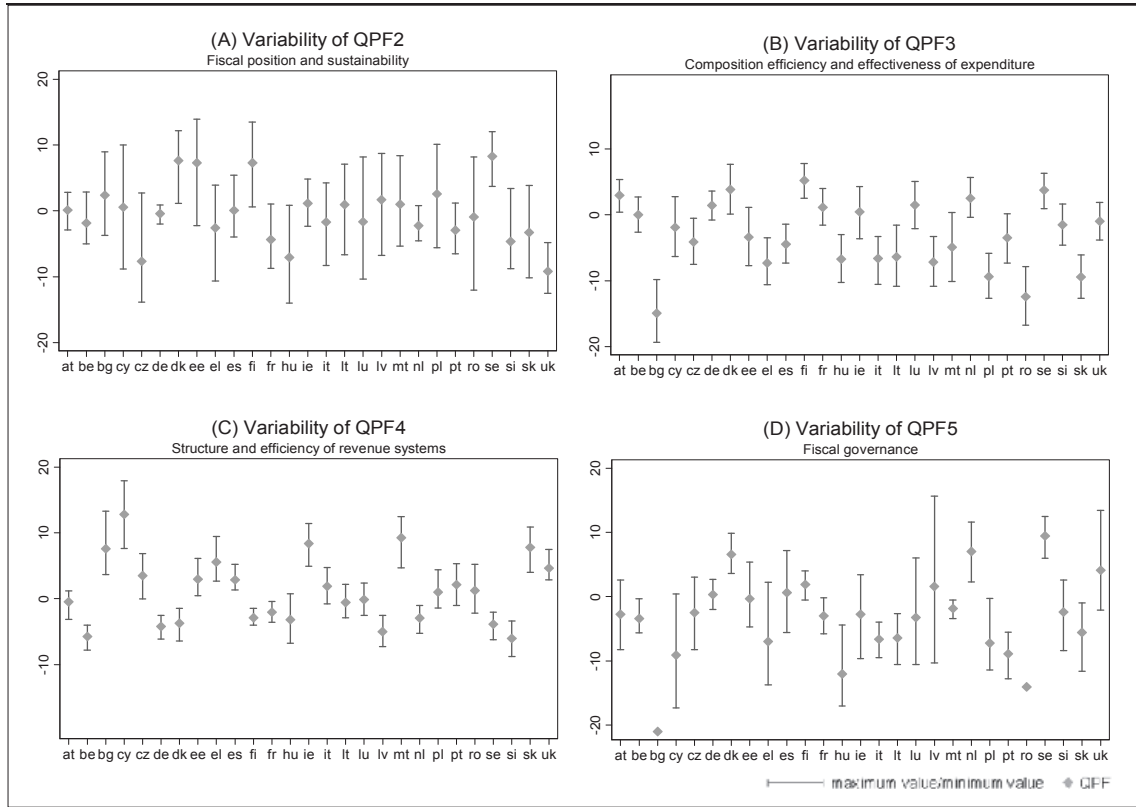 (A) Variability of QPF2
Fiscal position and sustainability
20
10
0
-10
-20
at be bg cy cz de dk ee el es fi fr hu ie it lt lu lv mt nl pl pt ro se si sk uk
(B) Variability of QPF3
Composition efficiency and effectiveness of expenditure
10
0
-10
-20
at be bg cy cz de dk ee el es fi fr hu ie it lt lu lv mt nl pl pt ro se si sk uk
(C) Variability of QPF4
Structure and efficiency of revenue systems
20
10
0
-10
at be bg cy cz de dk ee el es fi fr hu ie it lt lu lv mt nl pl pt ro se si sk uk
(D) Variability of QPF5
Fiscal governance
20
10
0
-10
-20
at be bg cy cz de dk ee el es fi fr hu ie it lt lu lv mt nl pl pt ro se si sk uk
maximum value/minimum value QPF